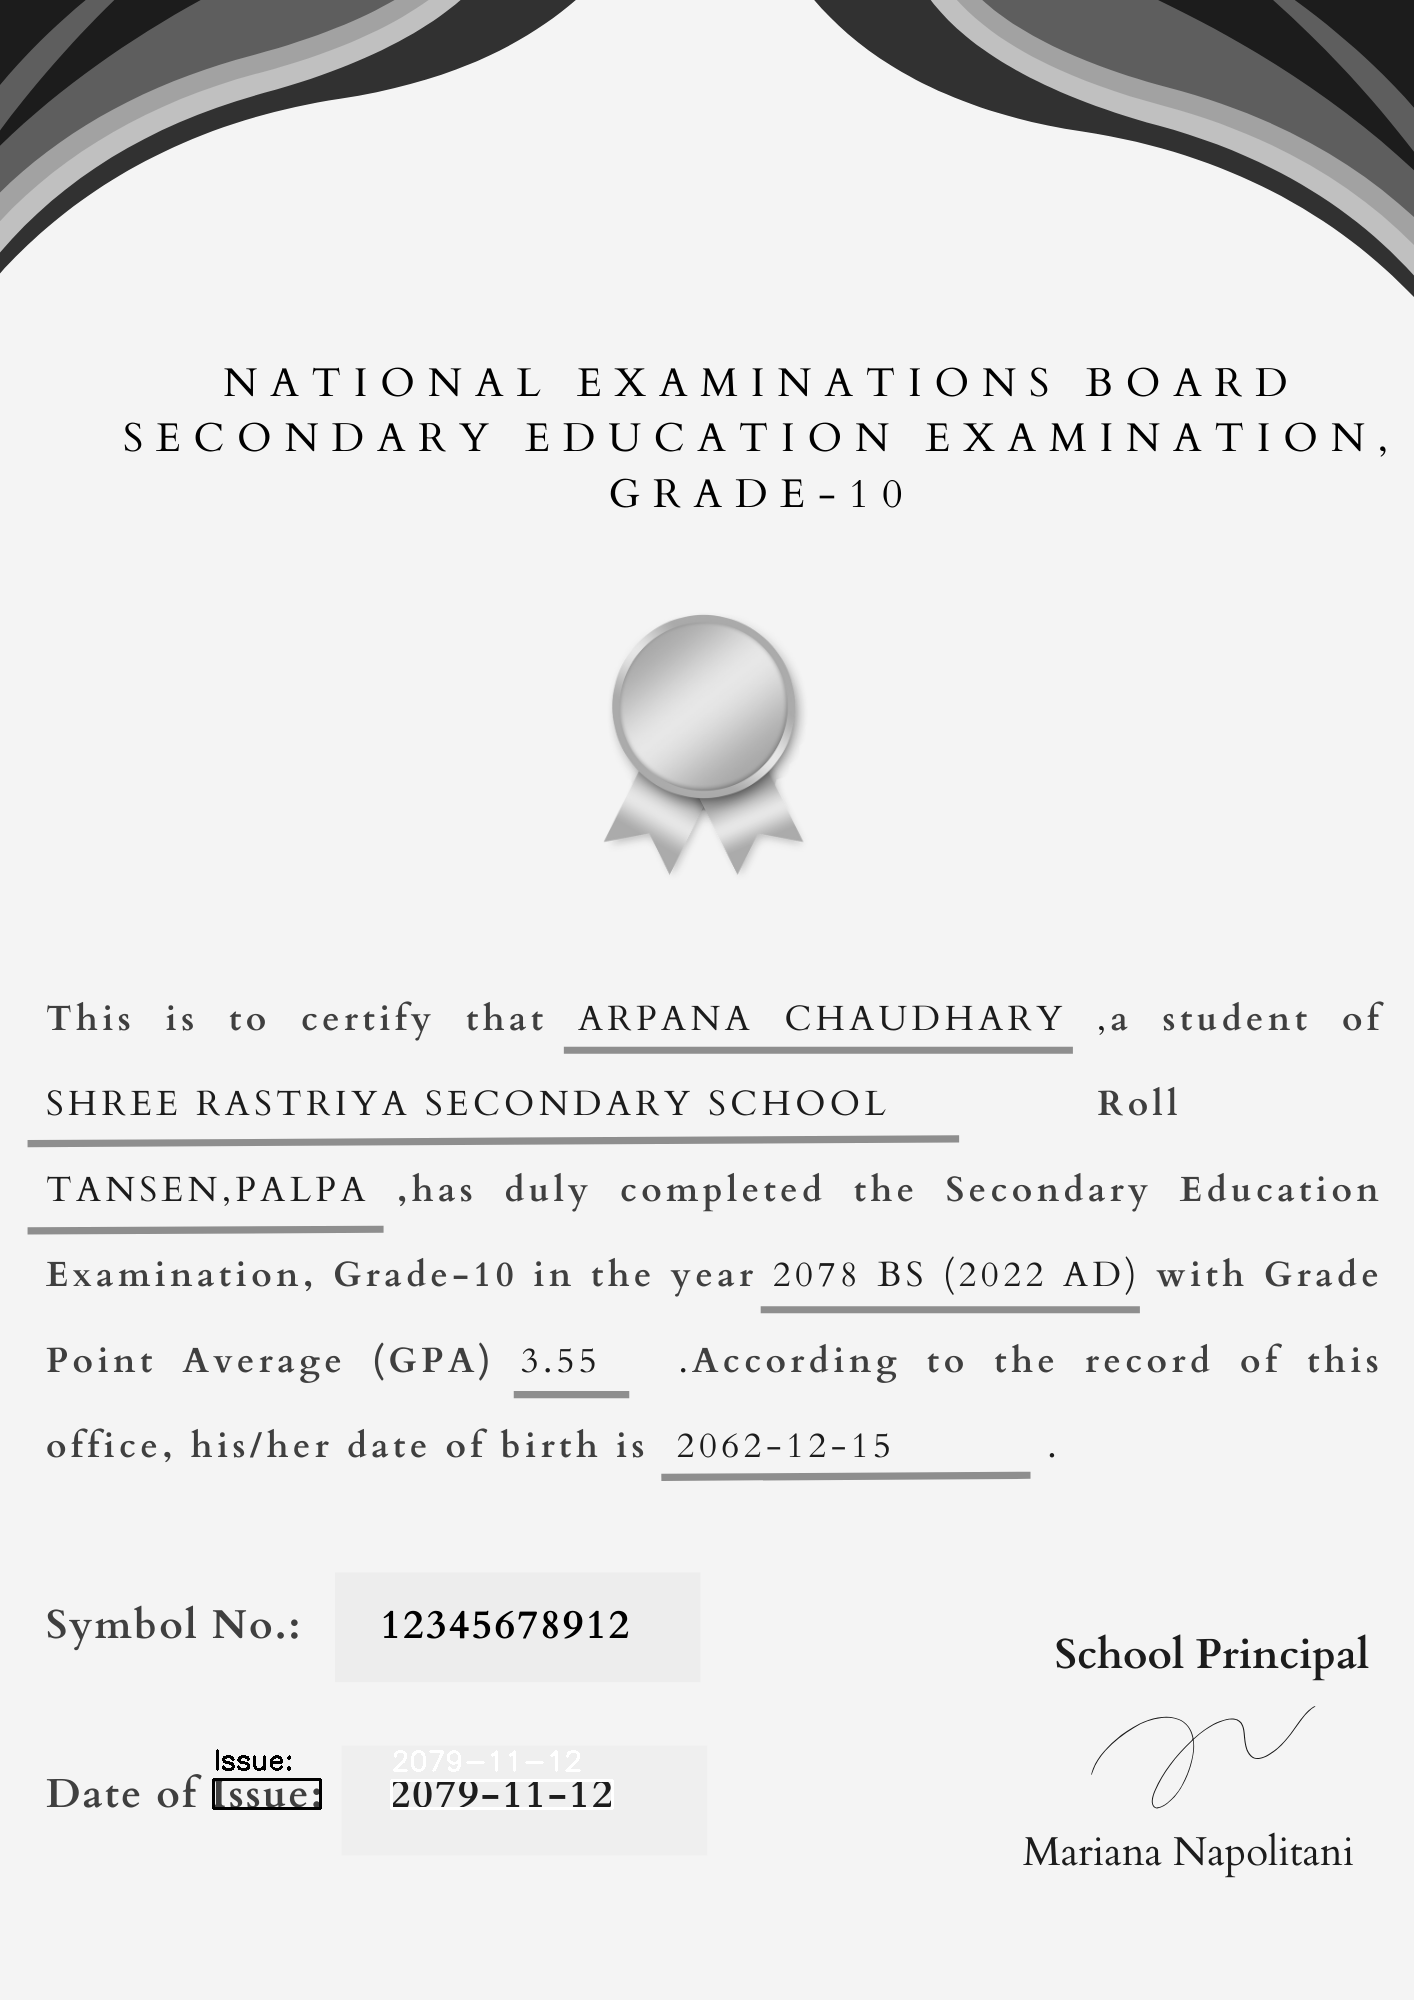 NATIONAL EXAMINATIONS BOARD
SECONDARY EDUCATION EXAMINATION,
GRADE-10
This is to certify that ARPANA CHAUDHARY ,a student of
SHREE RASTRIYA SECONDARY SCHOOL Roll
TANSEN,PALPA ,has duly completed the Secondary Education
Examination, Grade-10 in the year 2078 BS (2022 AD) with Grade
Point Average (GPA) 3.55 .According to the record of this
office, his/her date of birth is 2062-12-15 .
Symbol No.: 12345678912
School Principal
Issue: 2079-11-12
Date of Issue: 2079-11-12
Mariana Napolitani